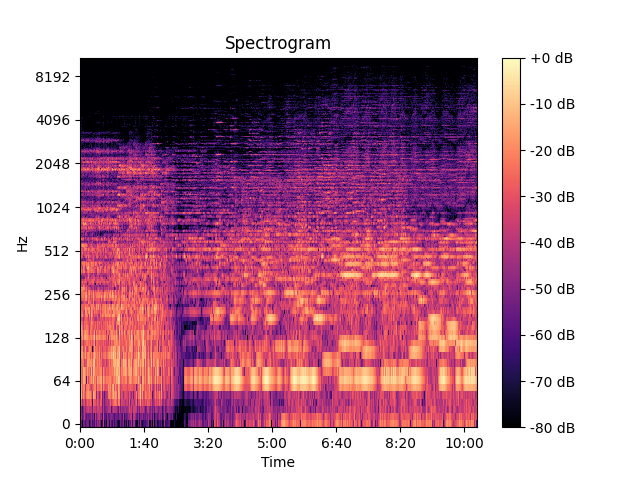 Spectrogram
8192
4096
2048
1024
512
256
128
64
0
Hz
0:00 1:40 3:20 5:00 6:40 8:20 10:00
Time
+0 dB
-10 dB
-20 dB
-30 dB
-40 dB
-50 dB
-60 dB
-70 dB
-80 dB